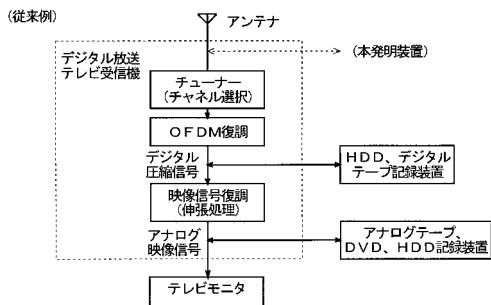 (従来例)
アンテナ
デジタル放送
テレビ受信機
(本発明装置)
チューナー
(チャネル選択)
OFDM復調
デジタル
圧縮信号
HDD、デジタル
テープ記録装置
映像信号復調
(伸張処理)
アナログ
映像信号
アナログテープ、
DVD、HDD記録装置
テレビモニタ